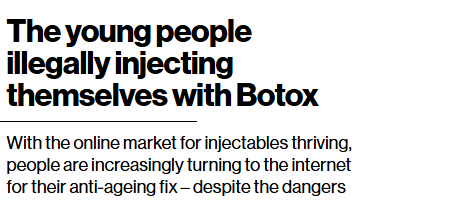 The young people
illegally injecting
themselves with Botox
With the online market for injectables thriving,
people are increasingly turning to the internet
for their anti-ageing fix – despite the dangers